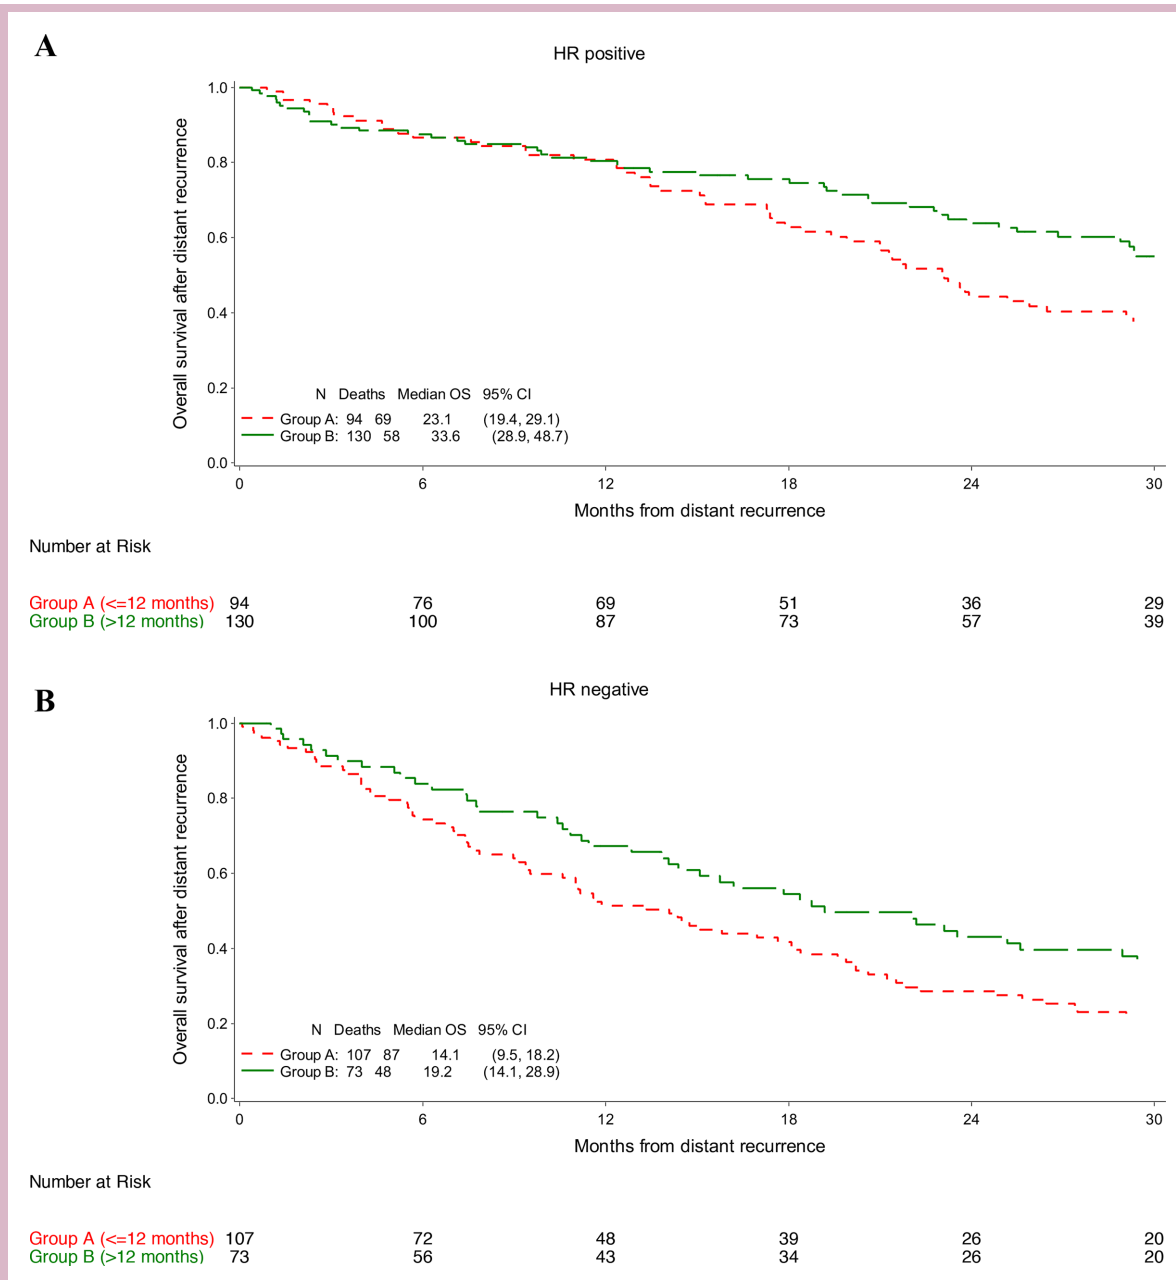 A
HR positive
Overall survival after distant recurrence
1.0
0.8
0.6
0.4
0.2
0.0
N Deaths Median OS 95% CI
Group A: 94 69 23.1 (19.4, 29.1)
Group B: 130 58 33.6 (28.9, 48.7)
0 6 12 18 24 30
Months from distant recurrence
Number at Risk
Group A (<=12 months) 94 76 69 51 36 29
Group B (>12 months) 130 100 87 73 57 39
B
HR negative
Overall survival after distant recurrence
1.0
0.8
0.6
0.4
0.2
0.0
N Deaths Median OS 95% CI
Group A: 107 87 14.1 (9.5, 18.2)
Group B: 73 48 19.2 (14.1, 28.9)
0 6 12 18 24 30
Months from distant recurrence
Number at Risk
Group A (<=12 months) 107 72 48 39 26 20
Group B (>12 months) 73 56 43 34 26 20